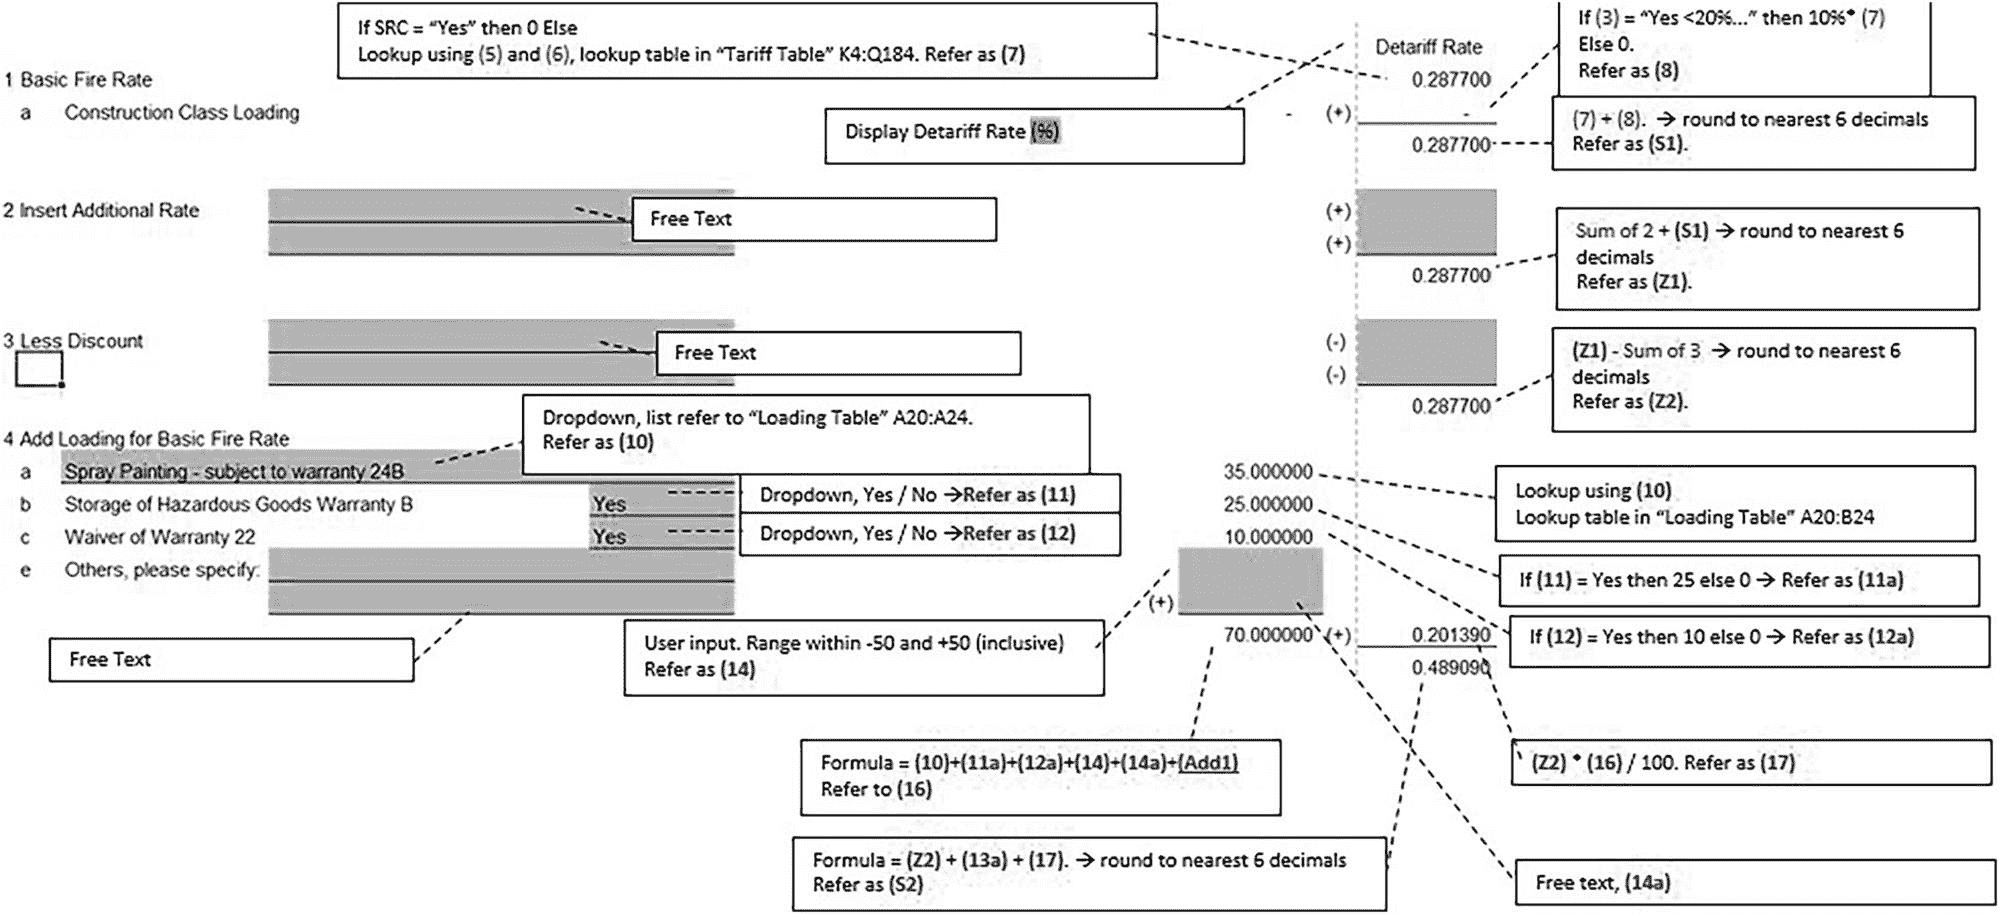 If SRC = “Yes” then 0 Else
Lookup using (5) and (6), lookup table in “Tariff Table” K4:Q184. Refer as (7)
If (3) = “Yes <20%...” then 10%* (7)
Else 0.
Refer as (8)
Detariff Rate
1 Basic Fire Rate
0.287700
a Construction Class Loading
- (+) -
Display Detariff Rate (%)
(7) + (8). → round to nearest 6 decimals
Refer as (S1).
0.287700
2 Insert Additional Rate
Free Text
(+)
(+)
Sum of 2 + (S1) → round to nearest 6
decimals
Refer as (Z1).
0.287700
3 Less Discount
Free Text
(-)
(-)
(Z1) - Sum of 3 → round to nearest 6
decimals
Refer as (Z2).
0.287700
Dropdown, list refer to “Loading Table” A20:A24.
Refer as (10)
4 Add Loading for Basic Fire Rate
a Spray Painting - subject to warranty 24B
35.000000
Lookup using (10)
Lookup table in “Loading Table” A20:B24
b Storage of Hazardous Goods Warranty B Yes
Dropdown, Yes / No →Refer as (11)
25.000000
c Waiver of Warranty 22 Yes
Dropdown, Yes / No →Refer as (12)
10.000000
e Others, please specify:
If (11) = Yes then 25 else 0 → Refer as (11a)
(+)
70.000000 (+) 0.201390
If (12) = Yes then 10 else 0 → Refer as (12a)
Free Text
User input. Range within -50 and +50 (inclusive)
Refer as (14)
0.489090
Formula = (10)+(11a)+(12a)+(14)+(14a)+(Add1)
Refer to (16)
(Z2) * (16) / 100. Refer as (17)
Formula = (Z2) + (13a) + (17). → round to nearest 6 decimals
Refer as (S2)
Free text, (14a)